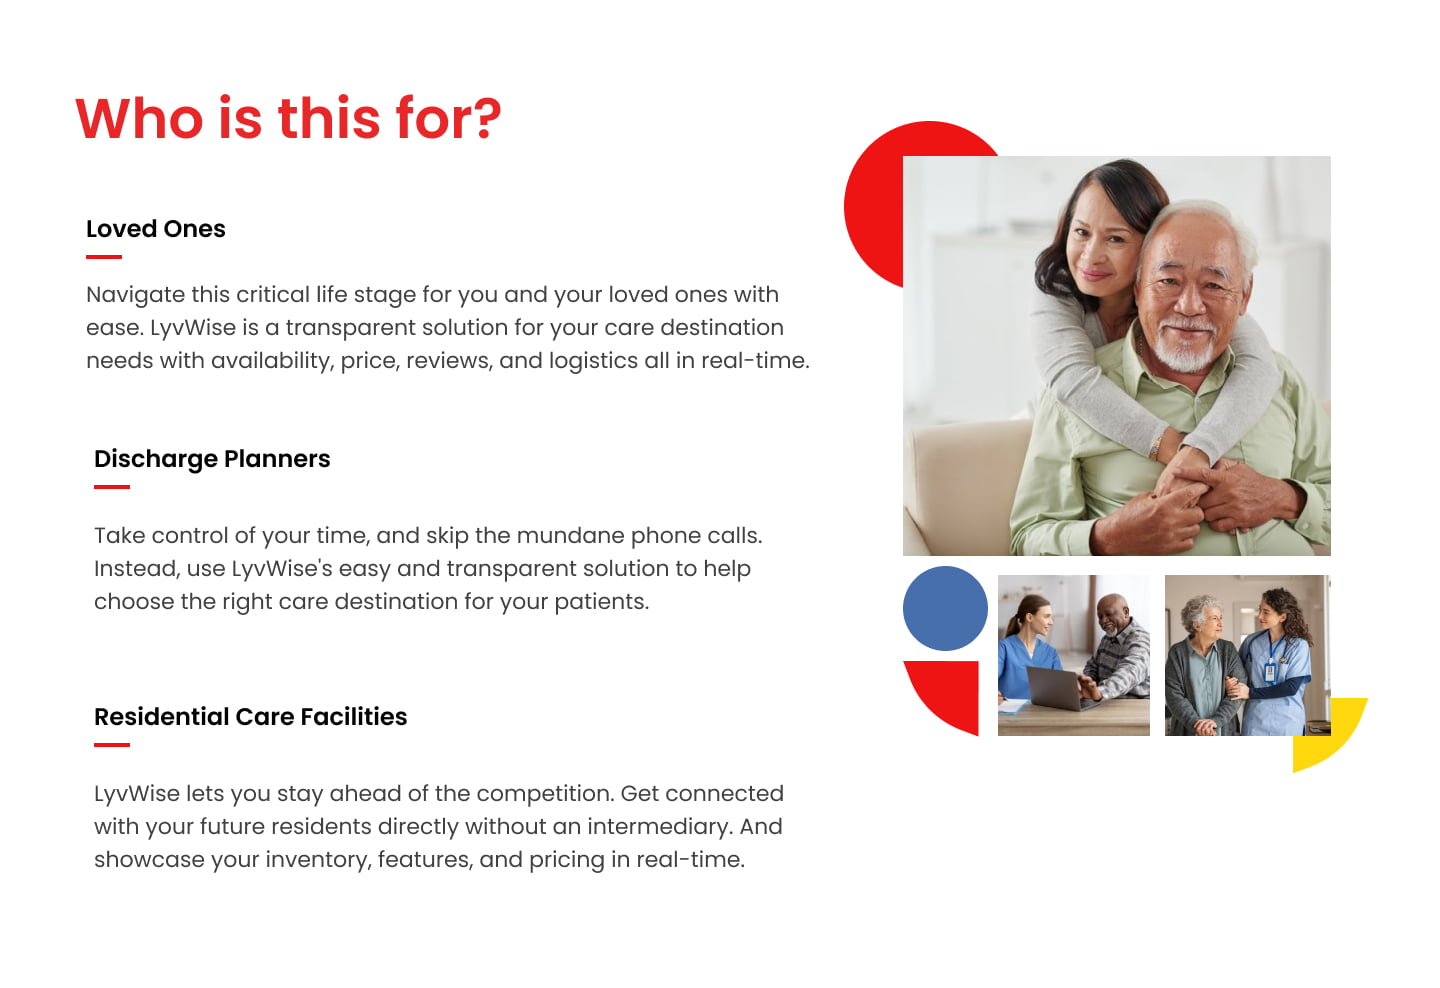 Who is this for?
Loved Ones
Navigate this critical life stage for you and your loved ones with
ease. LyvWise is a transparent solution for your care destination
needs with availability, price, reviews, and logistics all in real-time.
Discharge Planners
Take control of your time, and skip the mundane phone calls.
Instead, use LyvWise's easy and transparent solution to help
choose the right care destination for your patients.
Residential Care Facilities
LyvWise lets you stay ahead of the competition. Get connected
with your future residents directly without an intermediary. And
showcase your inventory, features, and pricing in real-time.